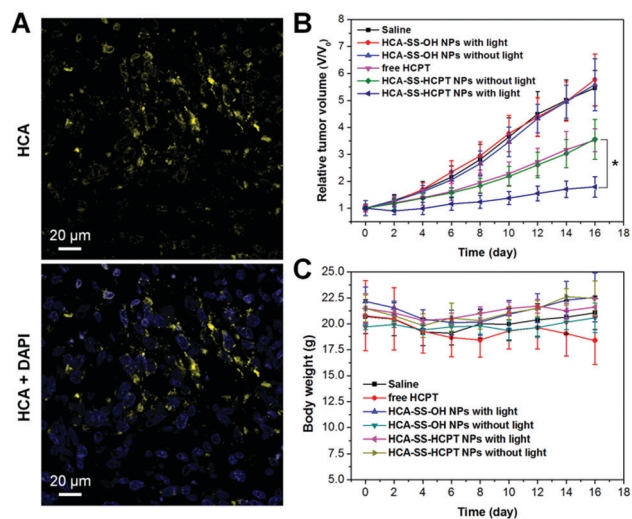 A
HCA
20 µm
HCA + DAPI
20 µm
B
Relative tumor volume (V/V₀)
8
7
6
5
4
3
2
1
Saline
HCA-SS-OH NPs with light
HCA-SS-OH NPs without light
free HCPT
HCA-SS-HCPT NPs without light
HCA-SS-HCPT NPs with light
*
0 2 4 6 8 10 12 14 16
Time (day)
C
Body weight (g)
25.0
22.5
20.0
17.5
15.0
12.5
10.0
7.5
5.0
Saline
free HCPT
HCA-SS-OH NPs with light
HCA-SS-OH NPs without light
HCA-SS-HCPT NPs with light
HCA-SS-HCPT NPs without light
0 2 4 6 8 10 12 14 16
Time (day)